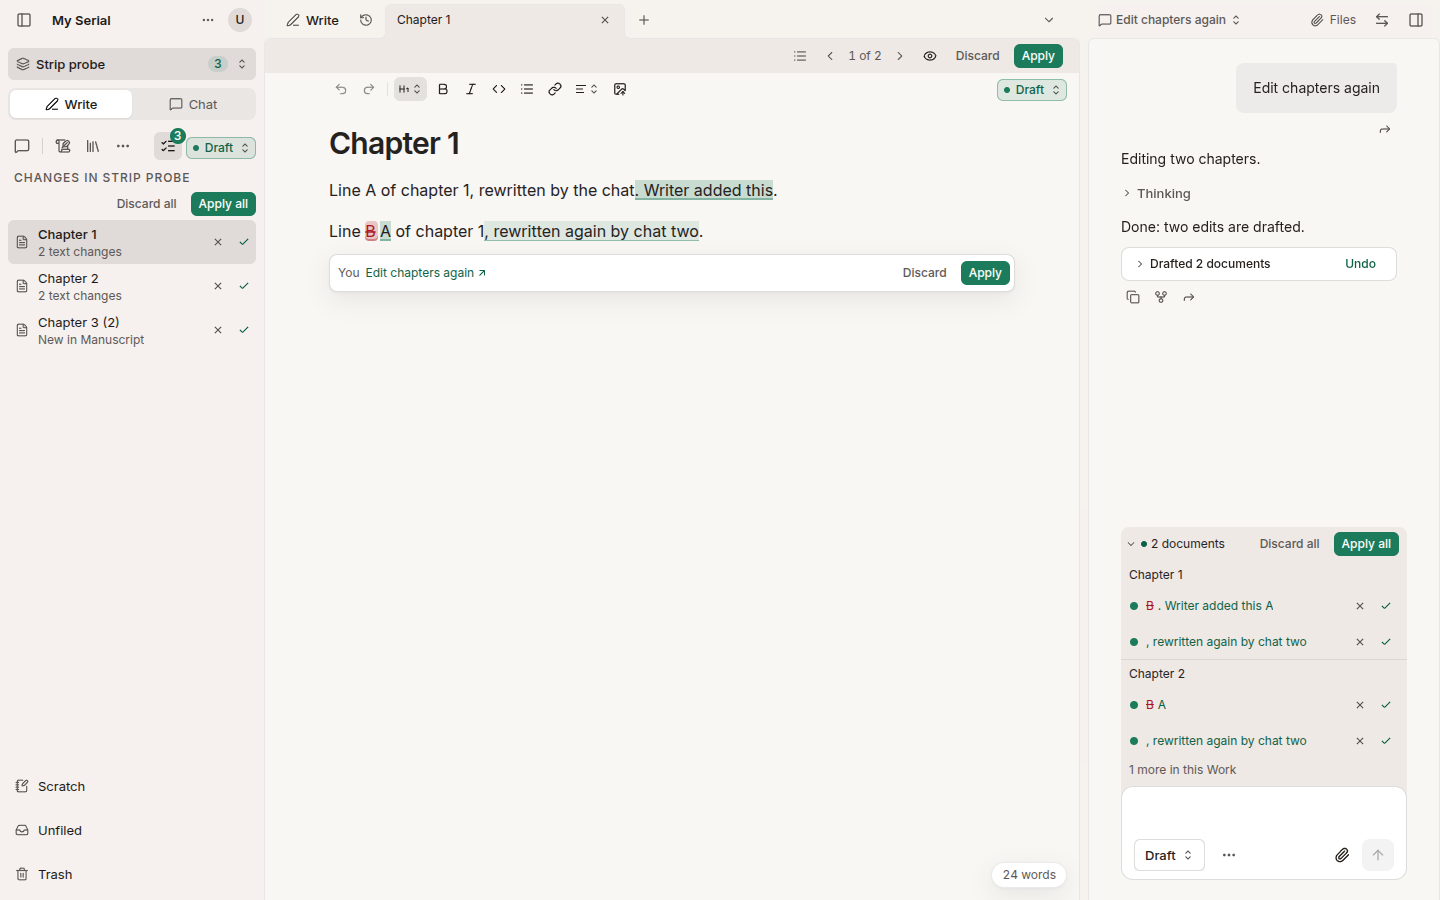 My Serial
U
Strip probe
3
Write
Chat
3
Draft
CHANGES IN STRIP PROBE
Discard all
Apply all
Chapter 1
2 text changes
Chapter 2
2 text changes
Chapter 3 (2)
New in Manuscript
Scratch
Unfiled
Trash
Write
Chapter 1
1 of 2
Discard
Apply
H1
B
I
Draft
Chapter 1
Line A of chapter 1, rewritten by the chat. Writer added this.
Line B A of chapter 1, rewritten again by chat two.
You Edit chapters again
Discard
Apply
24 words
Edit chapters again
Files
Edit chapters again
Editing two chapters.
Thinking
Done: two edits are drafted.
Drafted 2 documents
Undo
2 documents
Discard all
Apply all
Chapter 1
B . Writer added this A
, rewritten again by chat two
Chapter 2
B A
, rewritten again by chat two
1 more in this Work
Draft